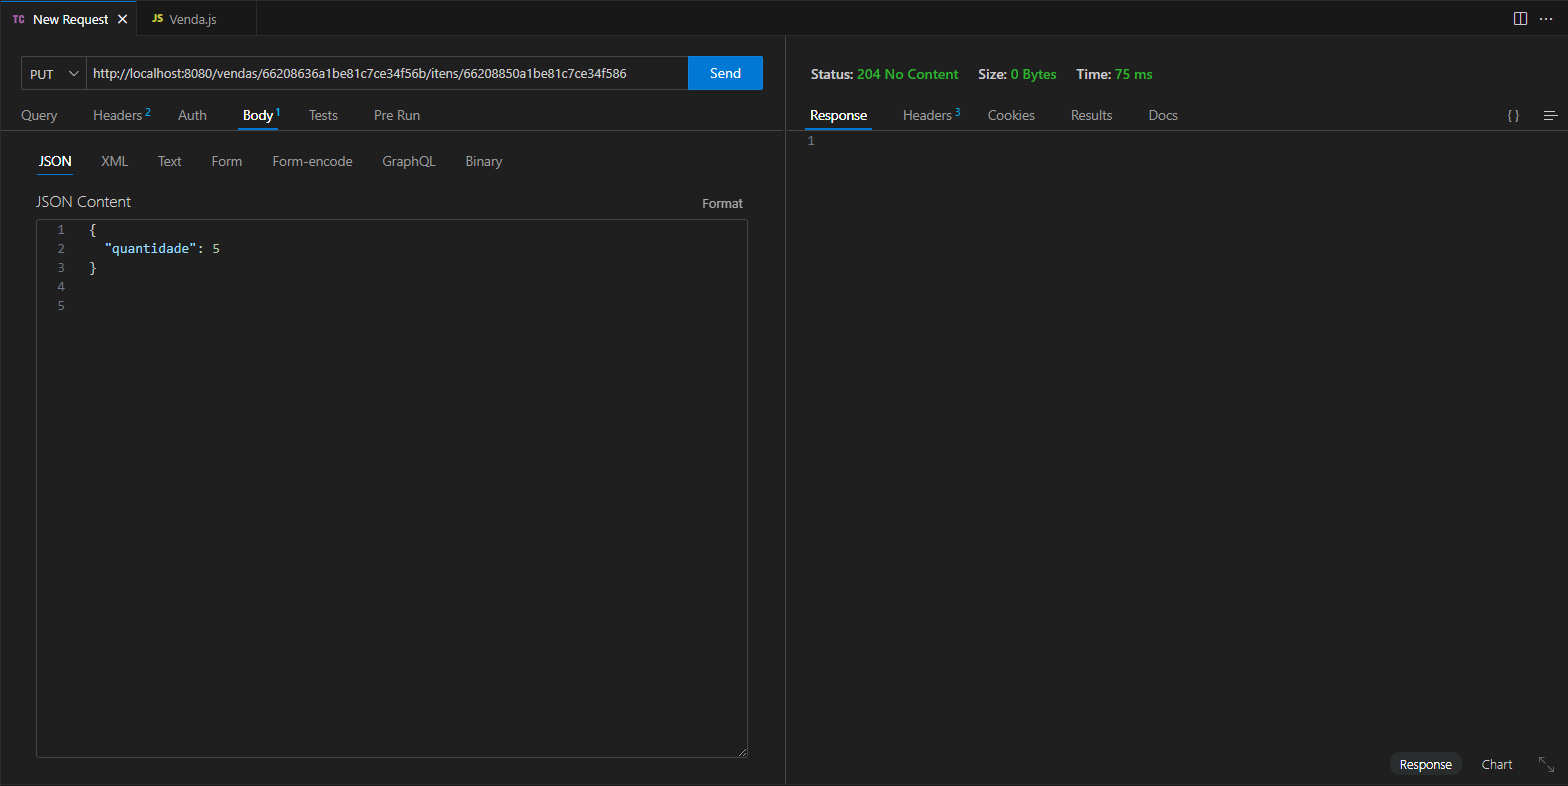 TC New Request
JS Venda.js
PUT http://localhost:8080/vendas/66208636a1be81c7ce34f56b/itens/66208850a1be81c7ce34f586 Send
Query Headers 2 Auth Body 1 Tests Pre Run
JSON XML Text Form Form-encode GraphQL Binary
JSON Content Format
1 {
2 "quantidade": 5
3 }
4
5
Status: 204 No Content Size: 0 Bytes Time: 75 ms
Response Headers 3 Cookies Results Docs { }
1
Response Chart